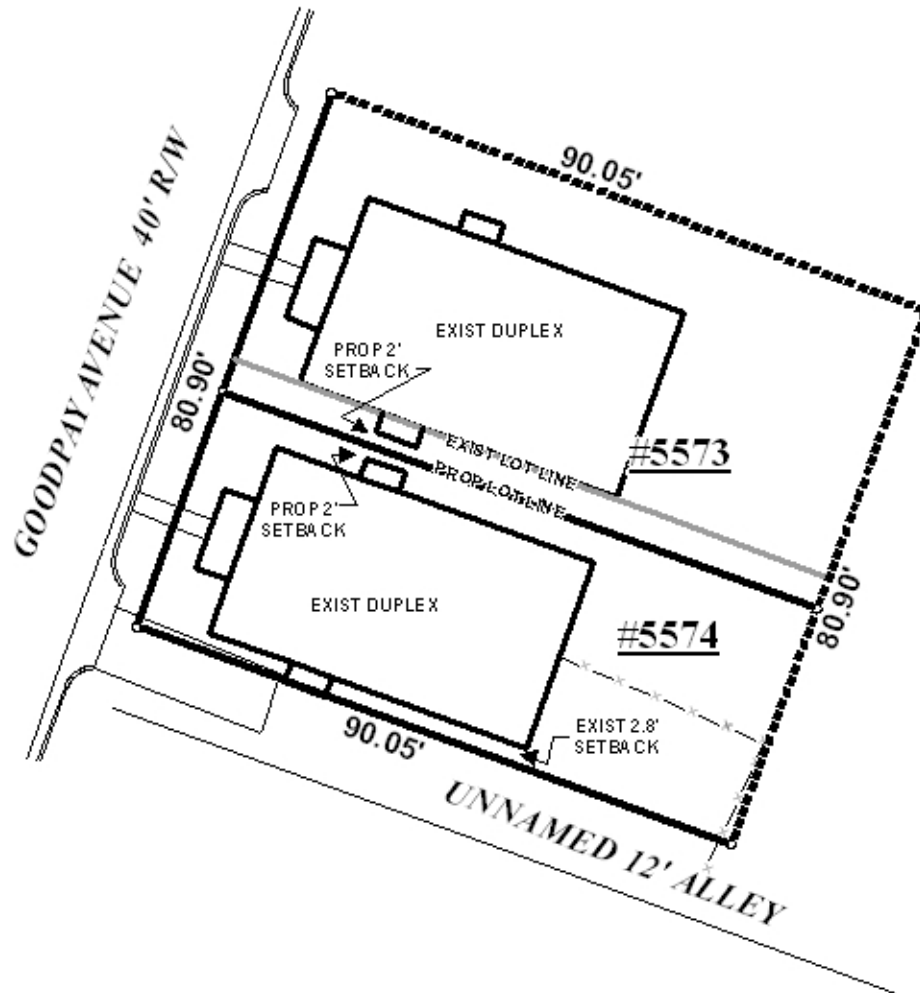 90.05'
GOODPAY AVENUE 40' R/W
EXIST DUPLEX
PROP 2'
SETBACK
80.90'
EXIST LOT LINE
#5573
PROP LOT LINE
PROP 2'
SETBACK
EXIST DUPLEX
#5574
80.90'
EXIST 2.8'
SETBACK
90.05'
UNNAMED 12' ALLEY